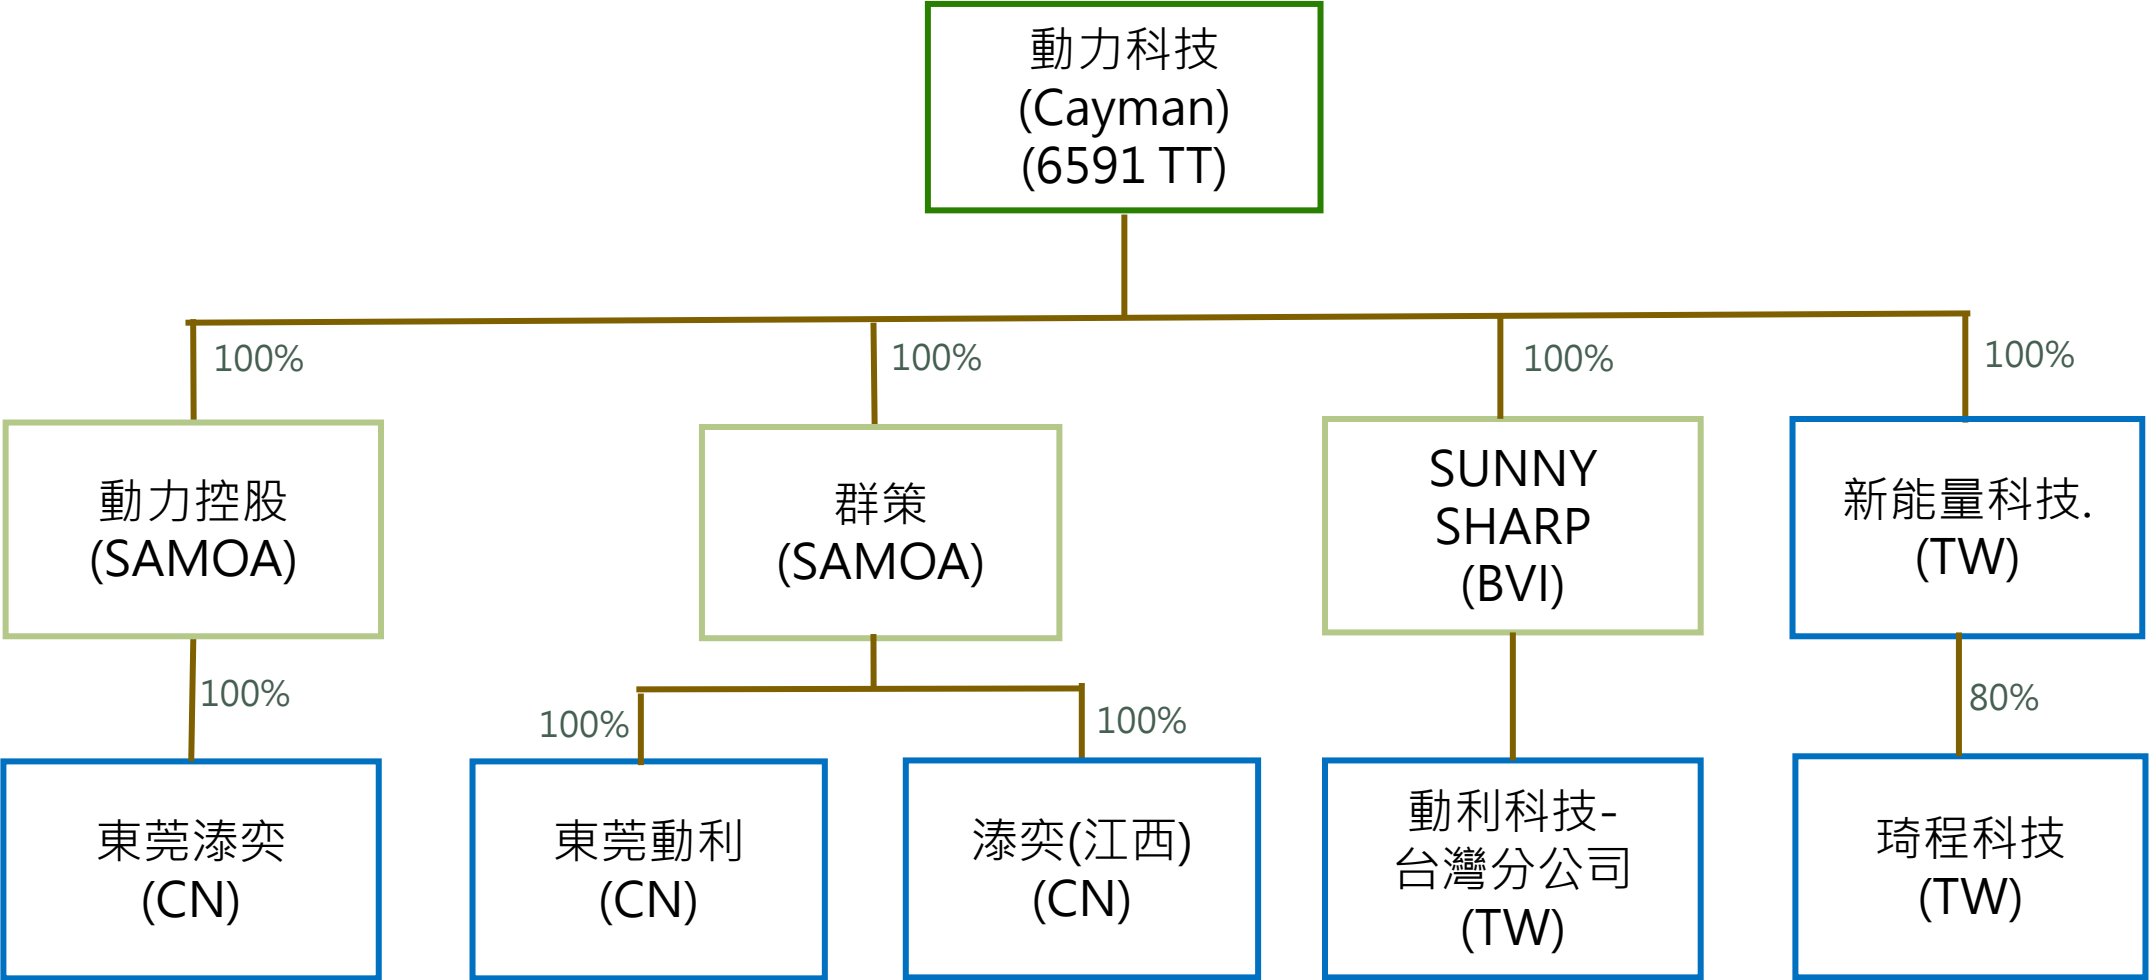 動力科技
(Cayman)
(6591 TT)
100%
100%
100%
100%
動力控股
(SAMOA)
群策
(SAMOA)
SUNNY
SHARP
(BVI)
新能量科技.
(TW)
100%
100%
100%
80%
東莞溙奕
(CN)
東莞動利
(CN)
溙奕(江西)
(CN)
動利科技-
台灣分公司
(TW)
琦程科技
(TW)